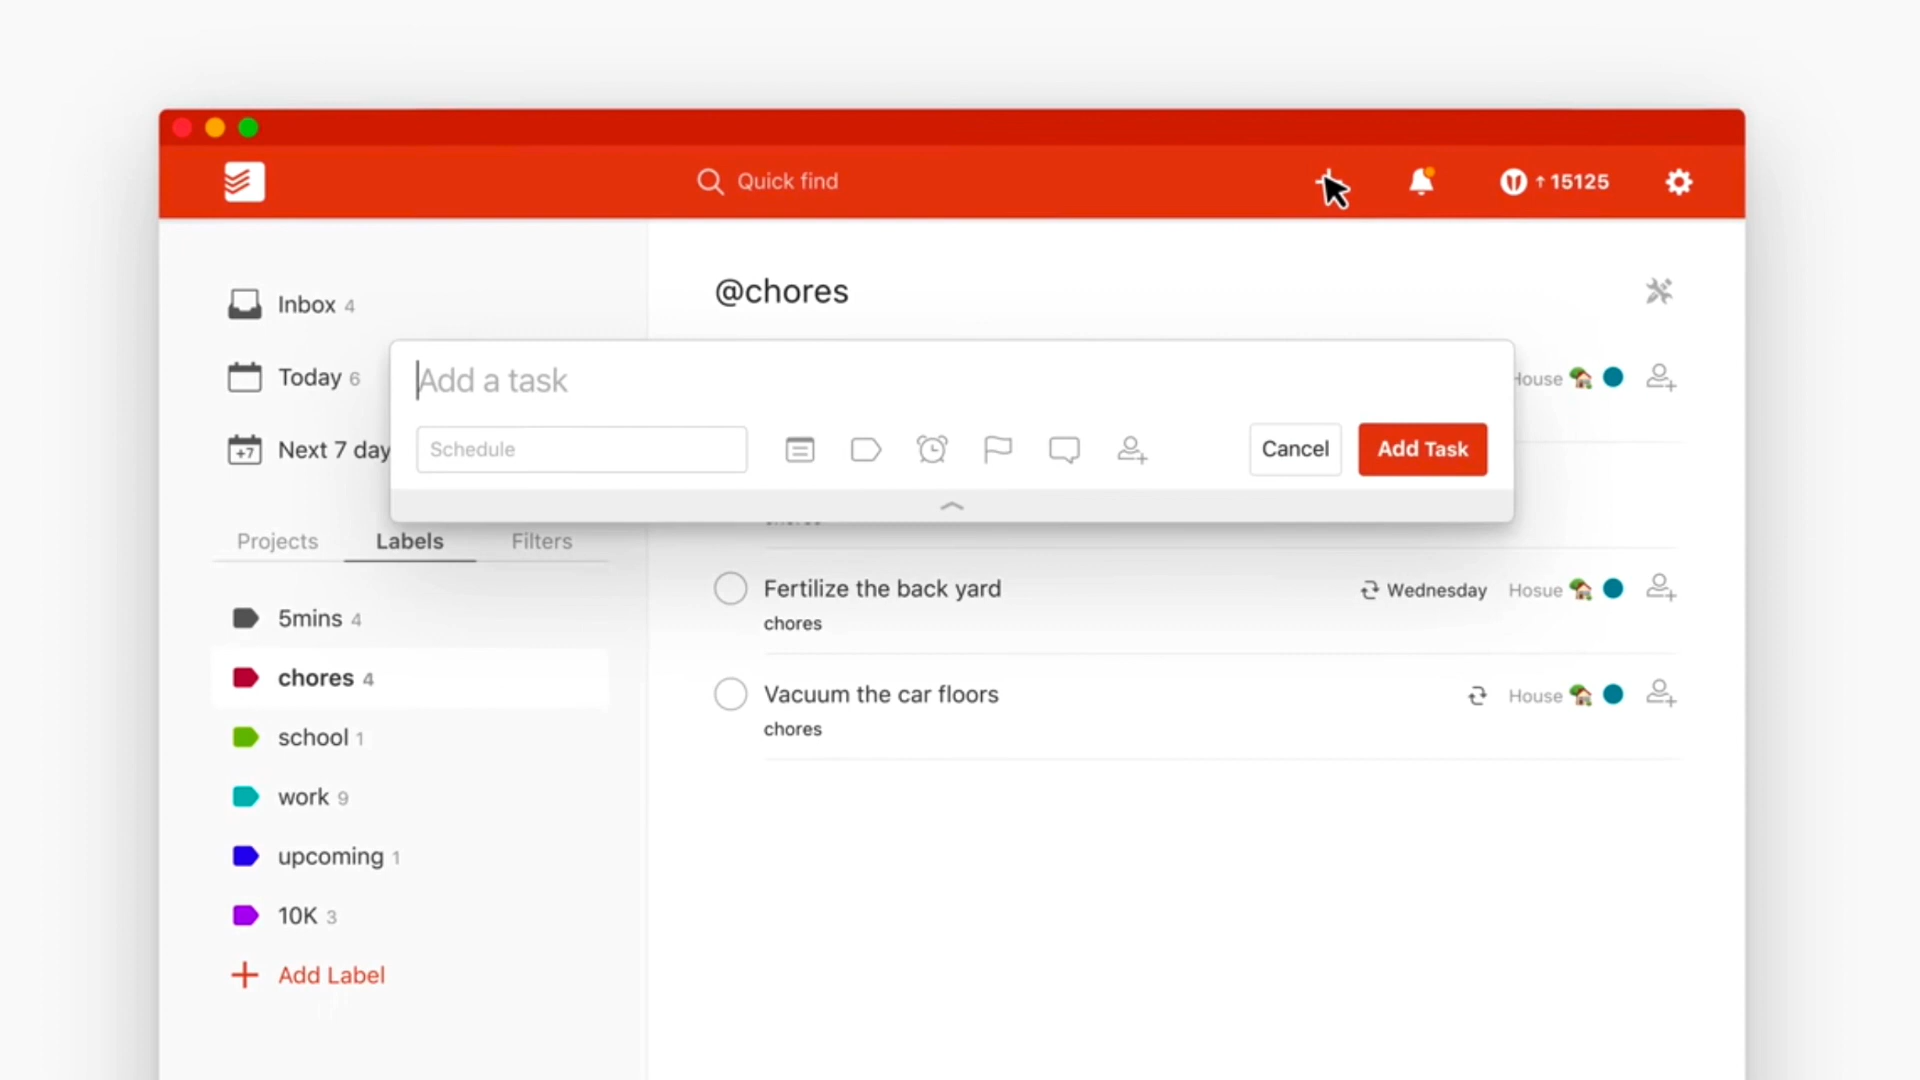 Quick find
15125
@chores
Inbox 4
Today 6
Next 7 day
Add a task
Schedule
Cancel
Add Task
House
Projects
Labels
Filters
5mins 4
chores 4
school 1
work 9
upcoming 1
10K 3
Add Label
Fertilize the back yard
Wednesday
Hosue
chores
Vacuum the car floors
House
chores
+7